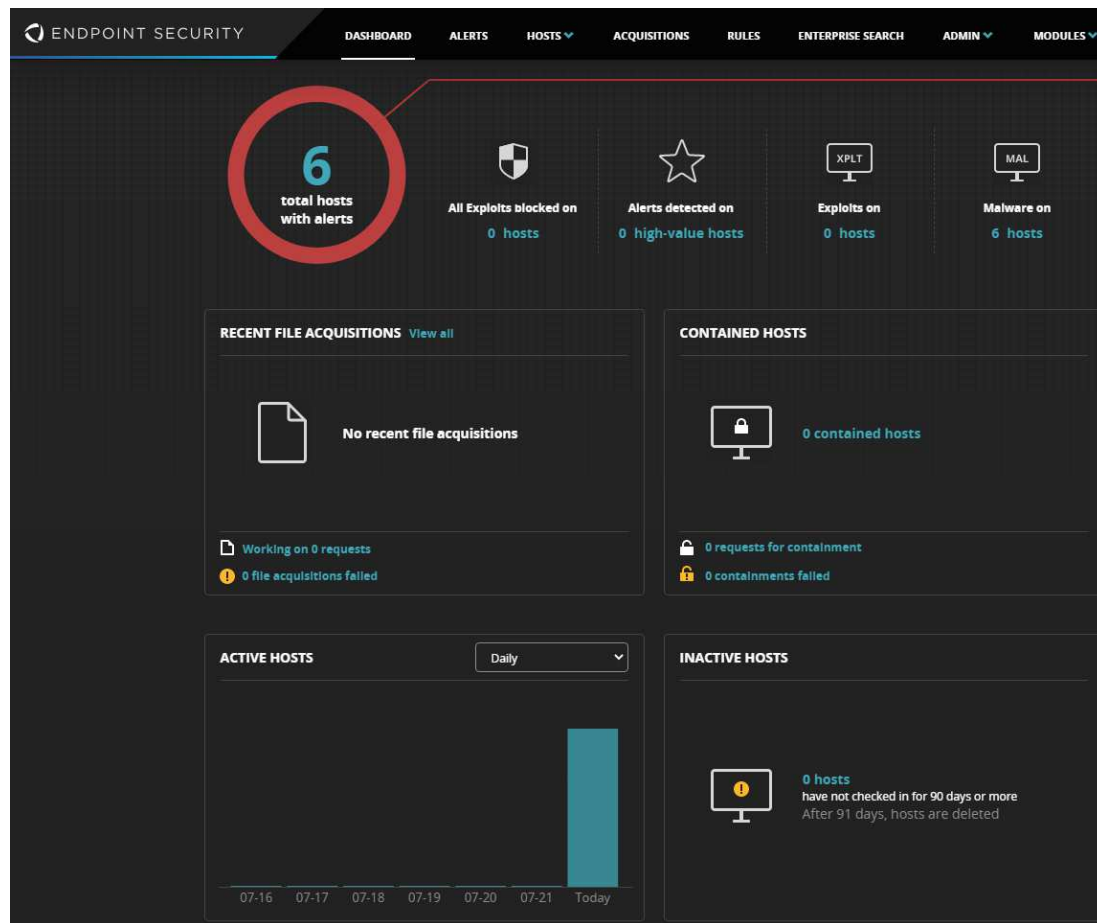 ENDPOINT SECURITY
DASHBOARD ALERTS HOSTS ACQUISITIONS RULES ENTERPRISE SEARCH ADMIN MODULES
6
total hosts
with alerts
All Exploits blocked on
0 hosts
Alerts detected on
0 high-value hosts
XPLT
Exploits on
0 hosts
MAL
Malware on
6 hosts
RECENT FILE ACQUISITIONS View all
No recent file acquisitions
Working on 0 requests
0 file acquisitions failed
CONTAINED HOSTS
0 contained hosts
0 requests for containment
0 containments failed
ACTIVE HOSTS Daily
07-16 07-17 07-18 07-19 07-20 07-21 Today
INACTIVE HOSTS
0 hosts
have not checked in for 90 days or more
After 91 days, hosts are deleted